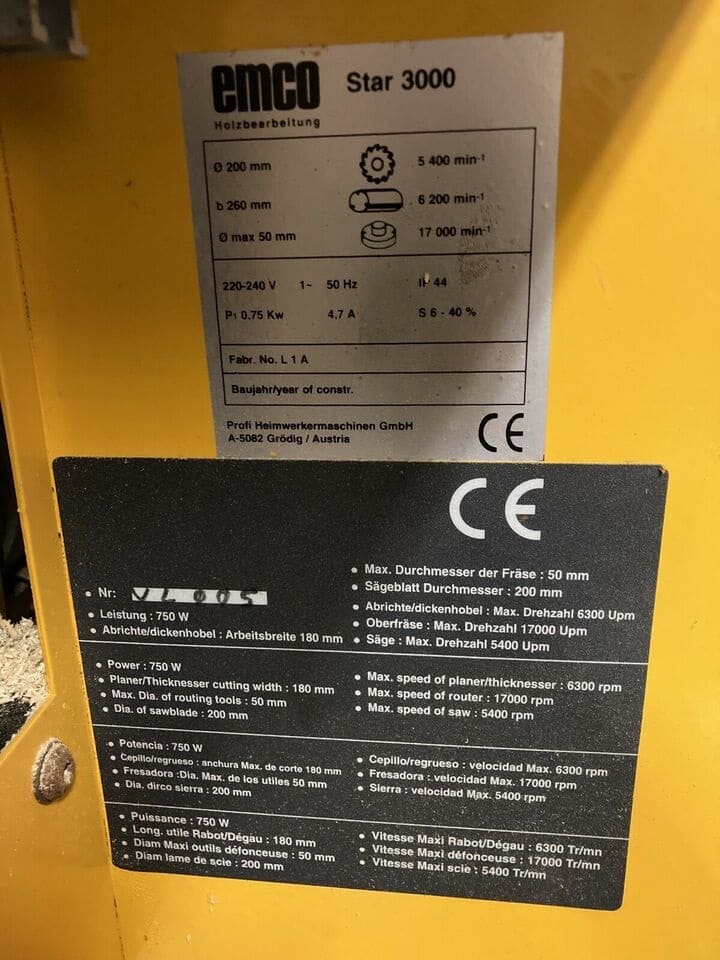 emco Star 3000
Holzbearbeitung
Ø 200 mm 5 400 min-1
b 260 mm 6 200 min-1
Ø max 50 mm 17 000 min-1
220-240 V 1~ 50 Hz IP 44
P1 0,75 Kw 4,7 A S 6 - 40 %
Fabr. No. L 1 A
Baujahr/year of constr.
Profi Heimwerkermaschinen GmbH
A-5082 Grödig / Austria
CE
CE
Nr: VL 005
Leistung : 750 W
Abrichte/dickenhobel : Arbeitsbreite 180 mm
Max. Durchmesser der Fräse : 50 mm
Sägeblatt Durchmesser : 200 mm
Abrichte/dickenhobel : Max. Drehzahl 6300 Upm
Oberfräse : Max. Drehzahl 17000 Upm
Säge : Max. Drehzahl 5400 Upm
Power : 750 W
Planer/Thicknesser cutting width : 180 mm
Max. Dia. of routing tools : 50 mm
Dia. of sawblade : 200 mm
Max. speed of planer/thicknesser : 6300 rpm
Max. speed of router : 17000 rpm
Max. speed of saw : 5400 rpm
Potencia : 750 W
Cepillo/regrueso : anchura Max. de corte 180 mm
Fresadora :Dia. Max. de los utiles 50 mm
Dia. dirco sierra : 200 mm
Cepillo/regrueso : velocidad Max. 6300 rpm
Fresadora : velocidad Max. 17000 rpm
Sierra : velocidad Max. 5400 rpm
Puissance : 750 W
Long. utile Rabot/Dégau : 180 mm
Diam Maxi outils défonceuse : 50 mm
Diam lame de scie : 200 mm
Vitesse Maxi Rabot/Dégau : 6300 Tr/mn
Vitesse Maxi défonceuse : 17000 Tr/mn
Vitesse Maxi scie : 5400 Tr/mn